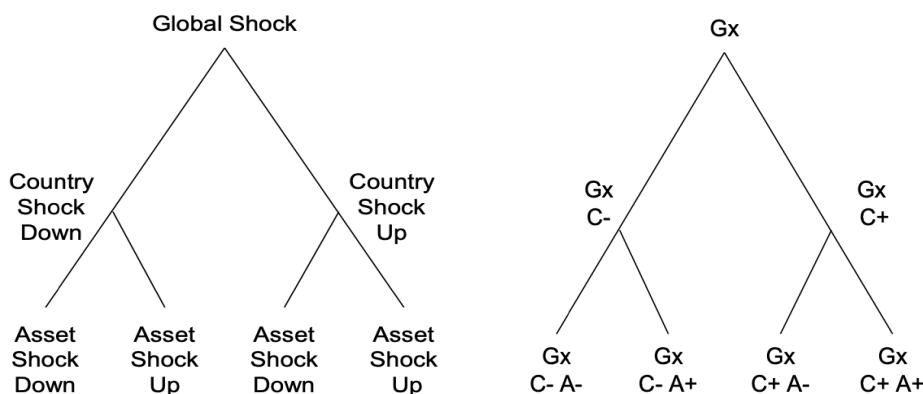 Global Shock
Country
Shock
Down
Country
Shock
Up
Asset
Shock
Down
Asset
Shock
Up
Asset
Shock
Down
Asset
Shock
Up
Gx
Gx
C-
Gx
C+
Gx
C- A-
Gx
C- A+
Gx
C+ A-
Gx
C+ A+